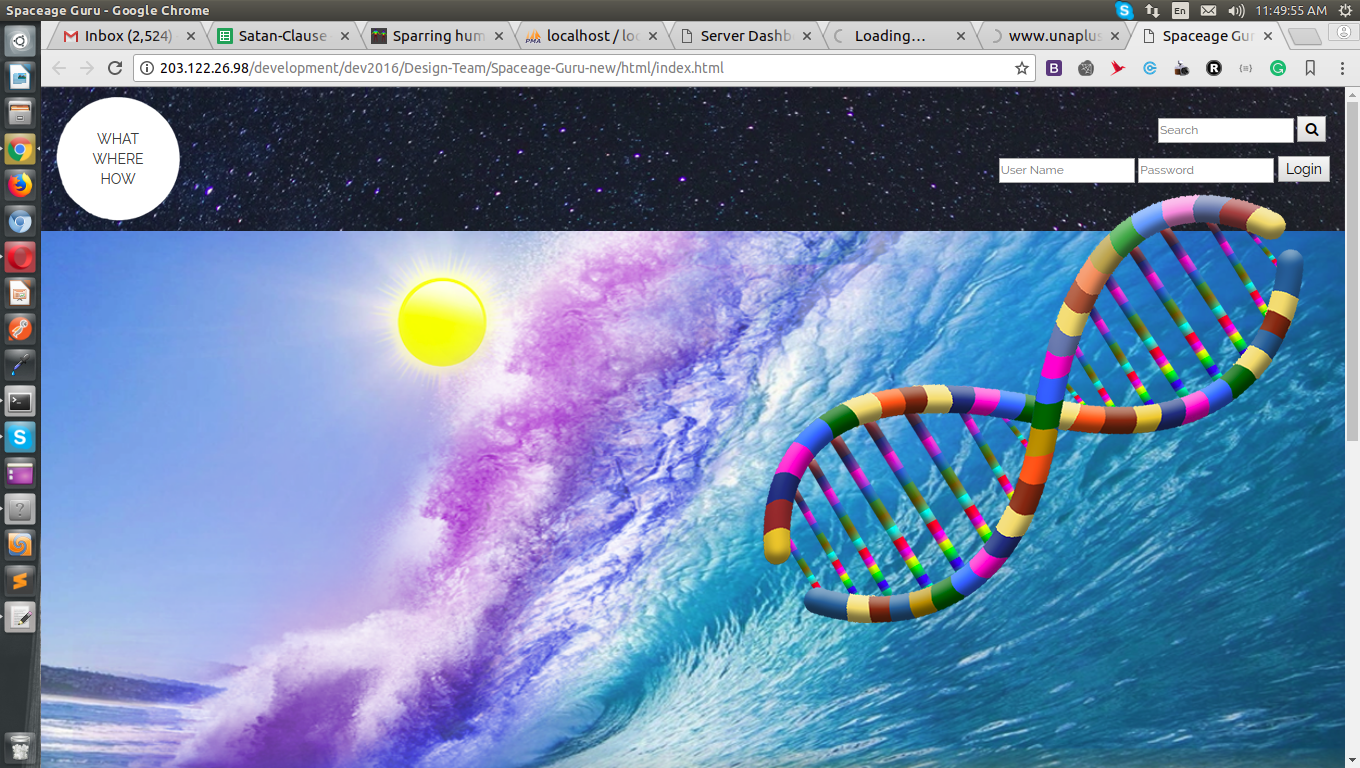 Spaceage Guru - Google Chrome
En
11:49:55 AM
Inbox (2,524)
Satan-Clause
Sparring hum
localhost / loc
Server Dashb
Loading...
www.unaplus
Spaceage Gur
203.122.26.98/development/dev2016/Design-Team/Spaceage-Guru-new/html/index.html
WHAT
WHERE
HOW
Search
User Name
Password
Login